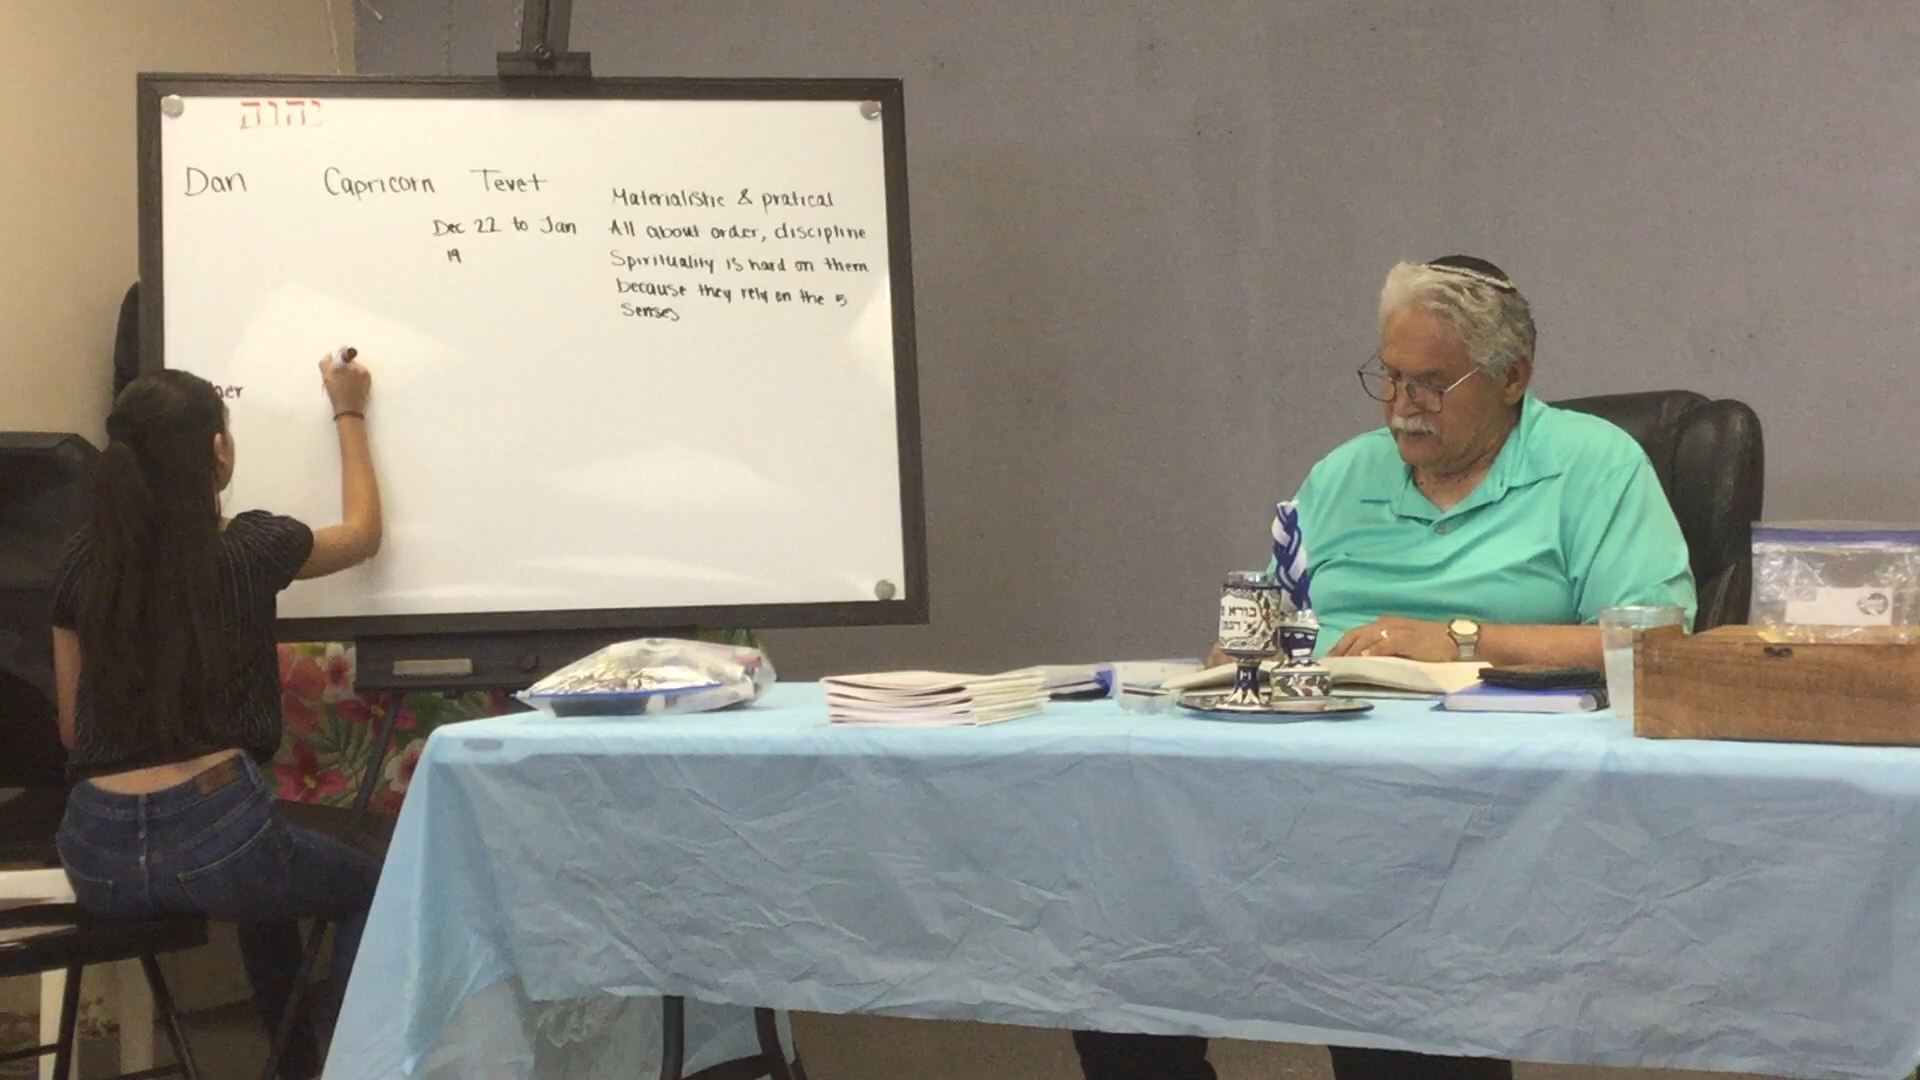 יהוה
Dan Capricorn Tevet
Dec 22 to Jan
19
Materialistic & pratical
All about order, discipline
Spirituality is hard on them
because they rely on the 5
Senses
בורא פ